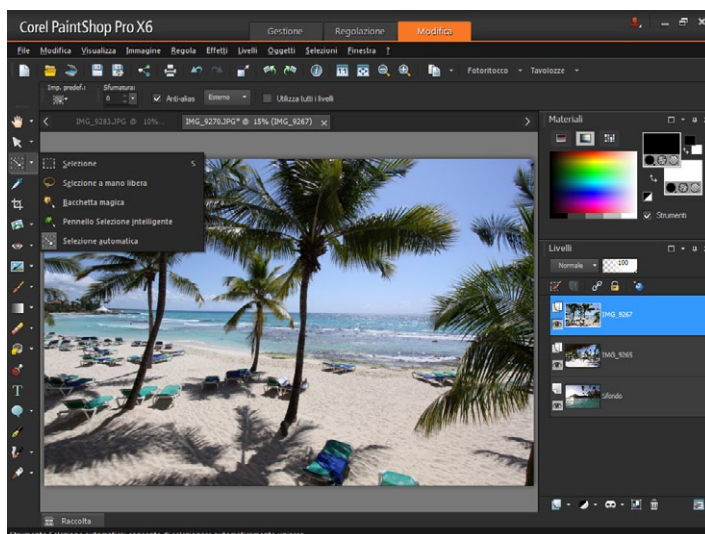 Corel PaintShop Pro X6
Gestione
Regolazione
Modifica
File Modifica Visualizza Immagine Regola Effetti Livelli Oggetti Selezioni Finestra ?
Fotoritocco
Tavolozze
Imp. predef.:
Sfumatura:
0
Anti-alias
Esterno
Utilizza tutti i livelli
IMG_9283.JPG @ 10%...
IMG_9270.JPG* @ 15% (IMG_9267) x
Materiali
Selezione S
Selezione a mano libera
Bacchetta magica
Pennello Selezione intelligente
Selezione automatica
Strumenti
Livelli
Normale
100
IMG_9267
IMG_9265
Sfondo
Raccolta